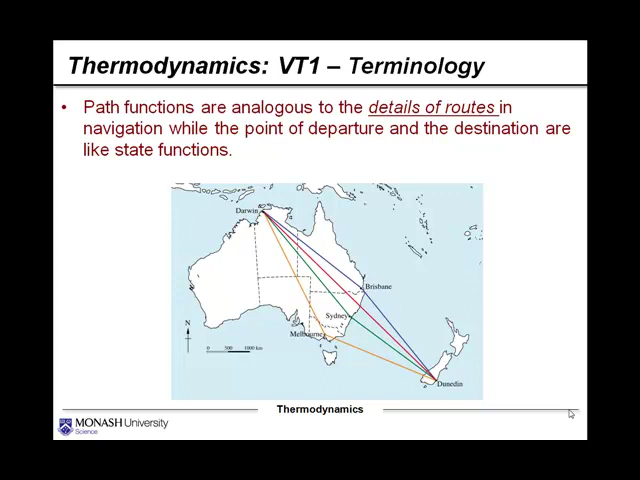 Thermodynamics: VT1 – Terminology
• Path functions are analogous to the details of routes in
navigation while the point of departure and the destination are
like state functions.
Darwin
Brisbane
Sydney
N
Melbourne
0 500 1000 km
Dunedin
Thermodynamics
MONASH University
Science